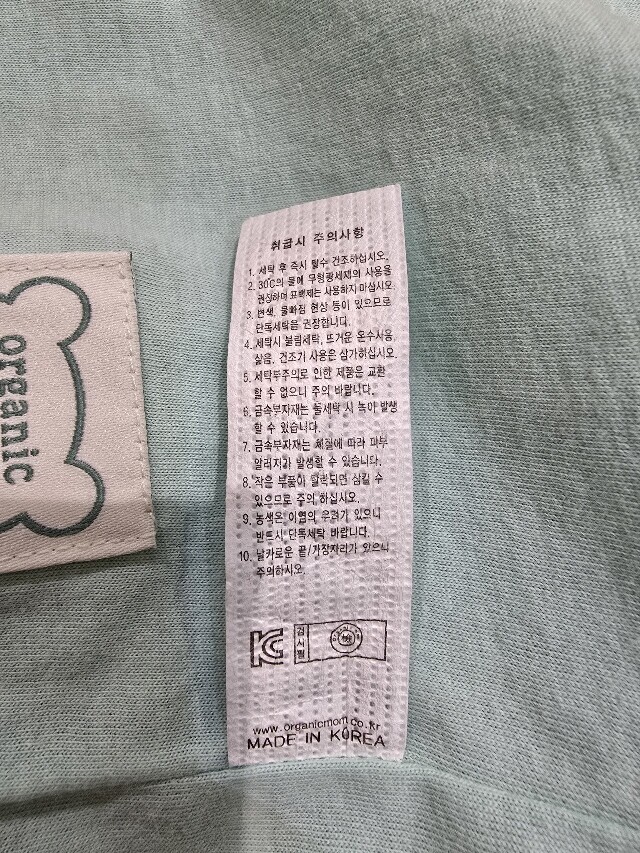 취급시 주의사항
1. 세탁 후 즉시 탈수 건조하십시오.
2. 30℃의 물에 무형광세제의 사용을
권장하며 표백제는 사용하지 마십시오.
3. 변색, 물빠짐 현상 등이 있으므로
단독세탁을 권장합니다.
4. 세탁시 불림세탁, 뜨거운 온수사용,
삶음, 건조기 사용은 삼가하십시오.
5. 세탁부주의로 인한 제품은 교환
할 수 없으니 주의 바랍니다.
6. 금속부자재는 물세탁 시 녹이 발생
할 수 있습니다.
7. 금속부자재는 체질에 따라 피부
알러지가 발생할 수 있습니다.
8. 작은 부품이 탈락되면 삼킬 수
있으므로 주의 하십시오.
9. 농색은 이염의 우려가 있으니
반드시 단독세탁 바랍니다.
10. 날카로운 끝/가장자리가 있으니
주의하시오.
검사필
www.organicmom.co.kr
MADE IN KOREA
organic